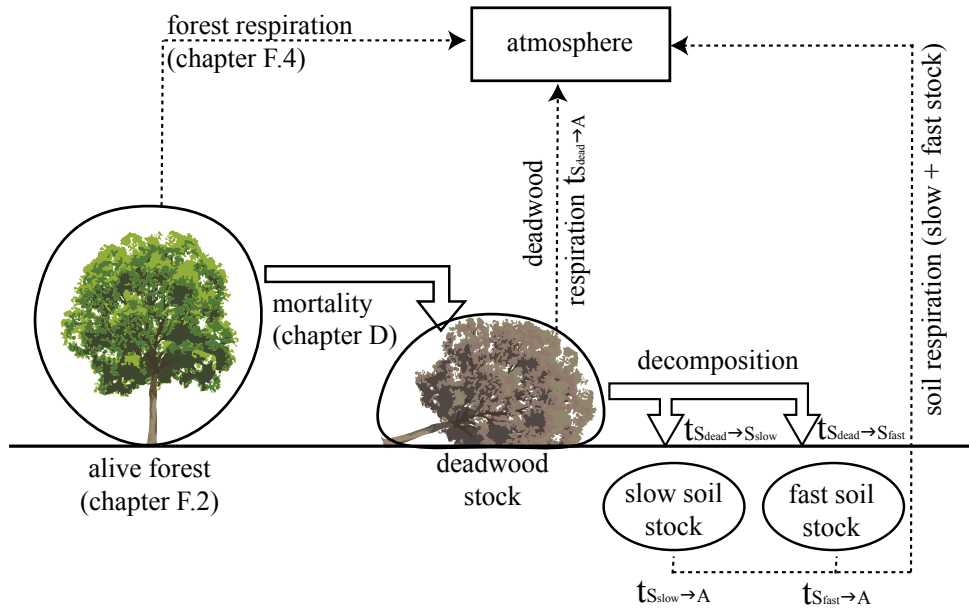 forest respiration
(chapter F.4)
atmosphere
deadwood
respiration tSdead→A
soil respiration (slow + fast stock)
mortality
(chapter D)
decomposition
tSdead→Sslow
tSdead→Sfast
alive forest
(chapter F.2)
deadwood
stock
slow soil
stock
fast soil
stock
tSslow→A
tSfast→A